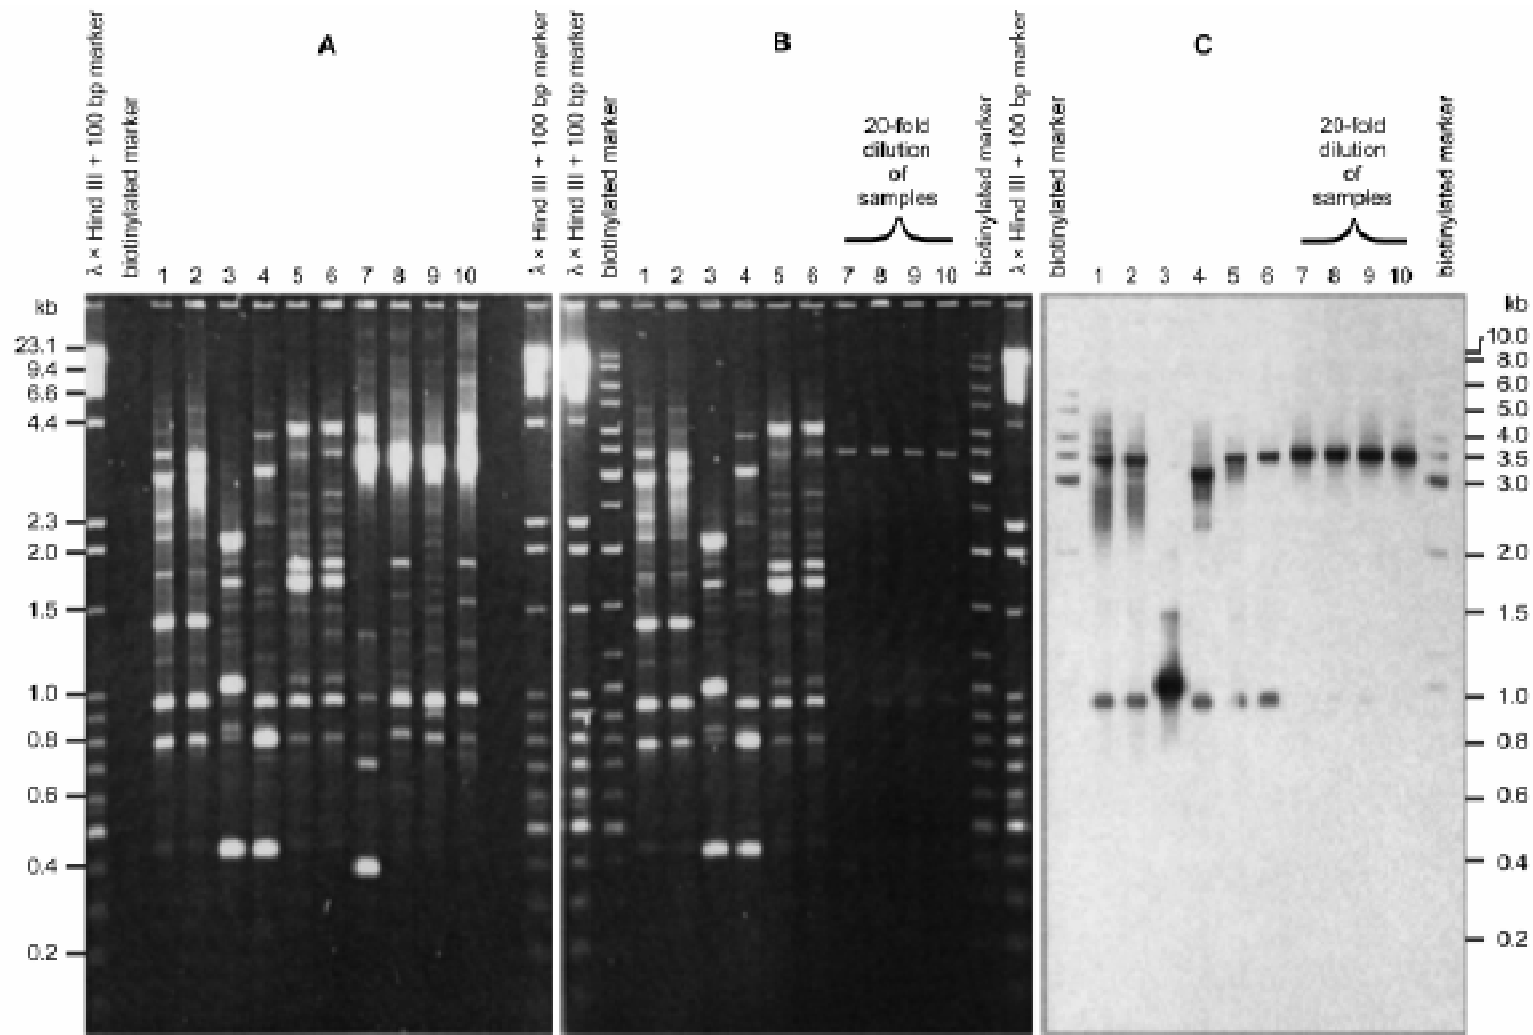 A
B
C
λ × Hind III + 100 bp marker
biotinylated marker
λ × Hind III + 100 bp marker
λ × Hind III + 100 bp marker
biotinylated marker
20-fold
dilution
of
samples
biotinylated marker
λ × Hind III + 100 bp marker
biotinylated marker
20-fold
dilution
of
samples
biotinylated marker
1 2 3 4 5 6 7 8 9 10
1 2 3 4 5 6 7 8 9 10
1 2 3 4 5 6 7 8 9 10
kb
23.1
9.4
6.6
4.4
2.3
2.0
1.5
1.0
0.8
0.6
0.4
0.2
kb
10.0
8.0
6.0
5.0
4.0
3.5
3.0
2.0
1.5
1.0
0.8
0.6
0.4
0.2